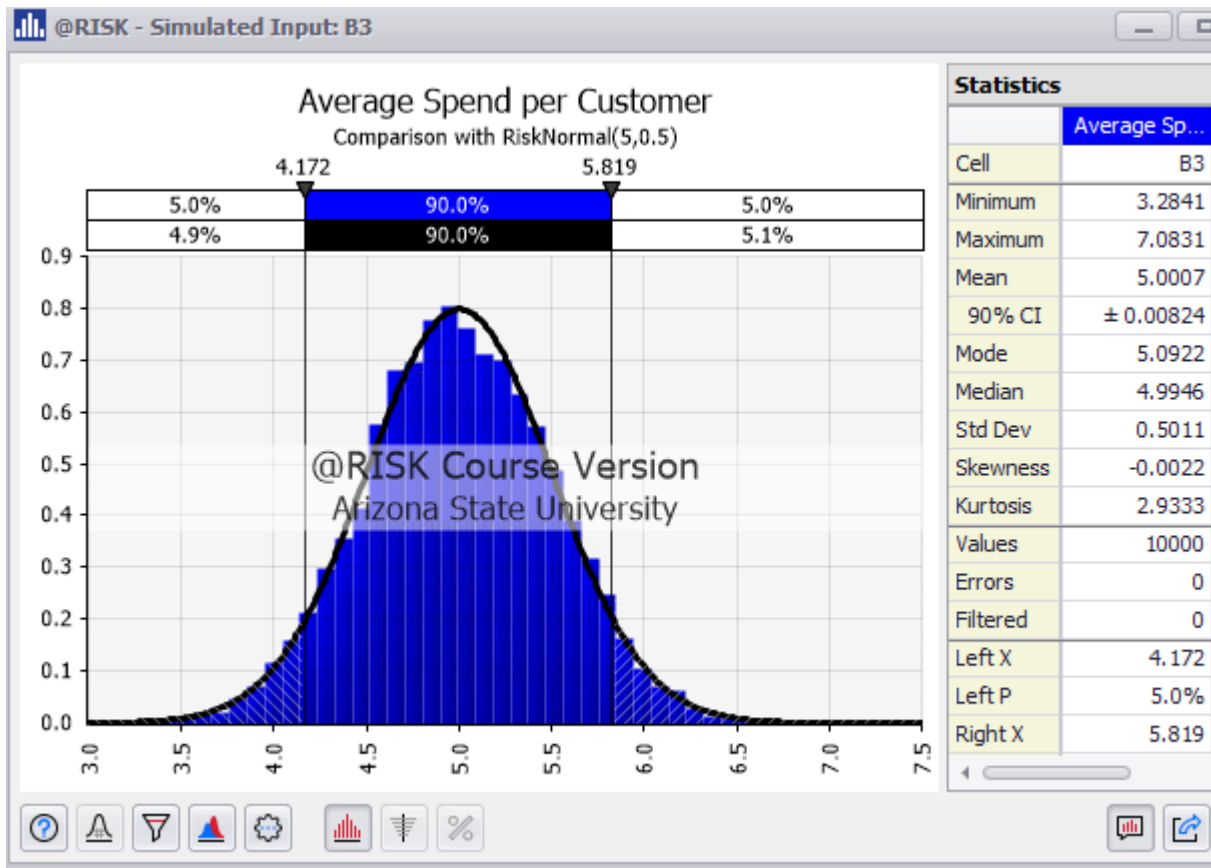 @RISK - Simulated Input: B3
Average Spend per Customer
Comparison with RiskNormal(5,0.5)
4.172 5.819
5.0% 90.0% 5.0%
4.9% 90.0% 5.1%
0.9
0.8
0.7
0.6
0.5
0.4
0.3
0.2
0.1
0.0
3.0 3.5 4.0 4.5 5.0 5.5 6.0 6.5 7.0 7.5
@RISK Course Version
Arizona State University
Statistics
Average Sp...
Cell B3
Minimum 3.2841
Maximum 7.0831
Mean 5.0007
90% CI ± 0.00824
Mode 5.0922
Median 4.9946
Std Dev 0.5011
Skewness -0.0022
Kurtosis 2.9333
Values 10000
Errors 0
Filtered 0
Left X 4.172
Left P 5.0%
Right X 5.819